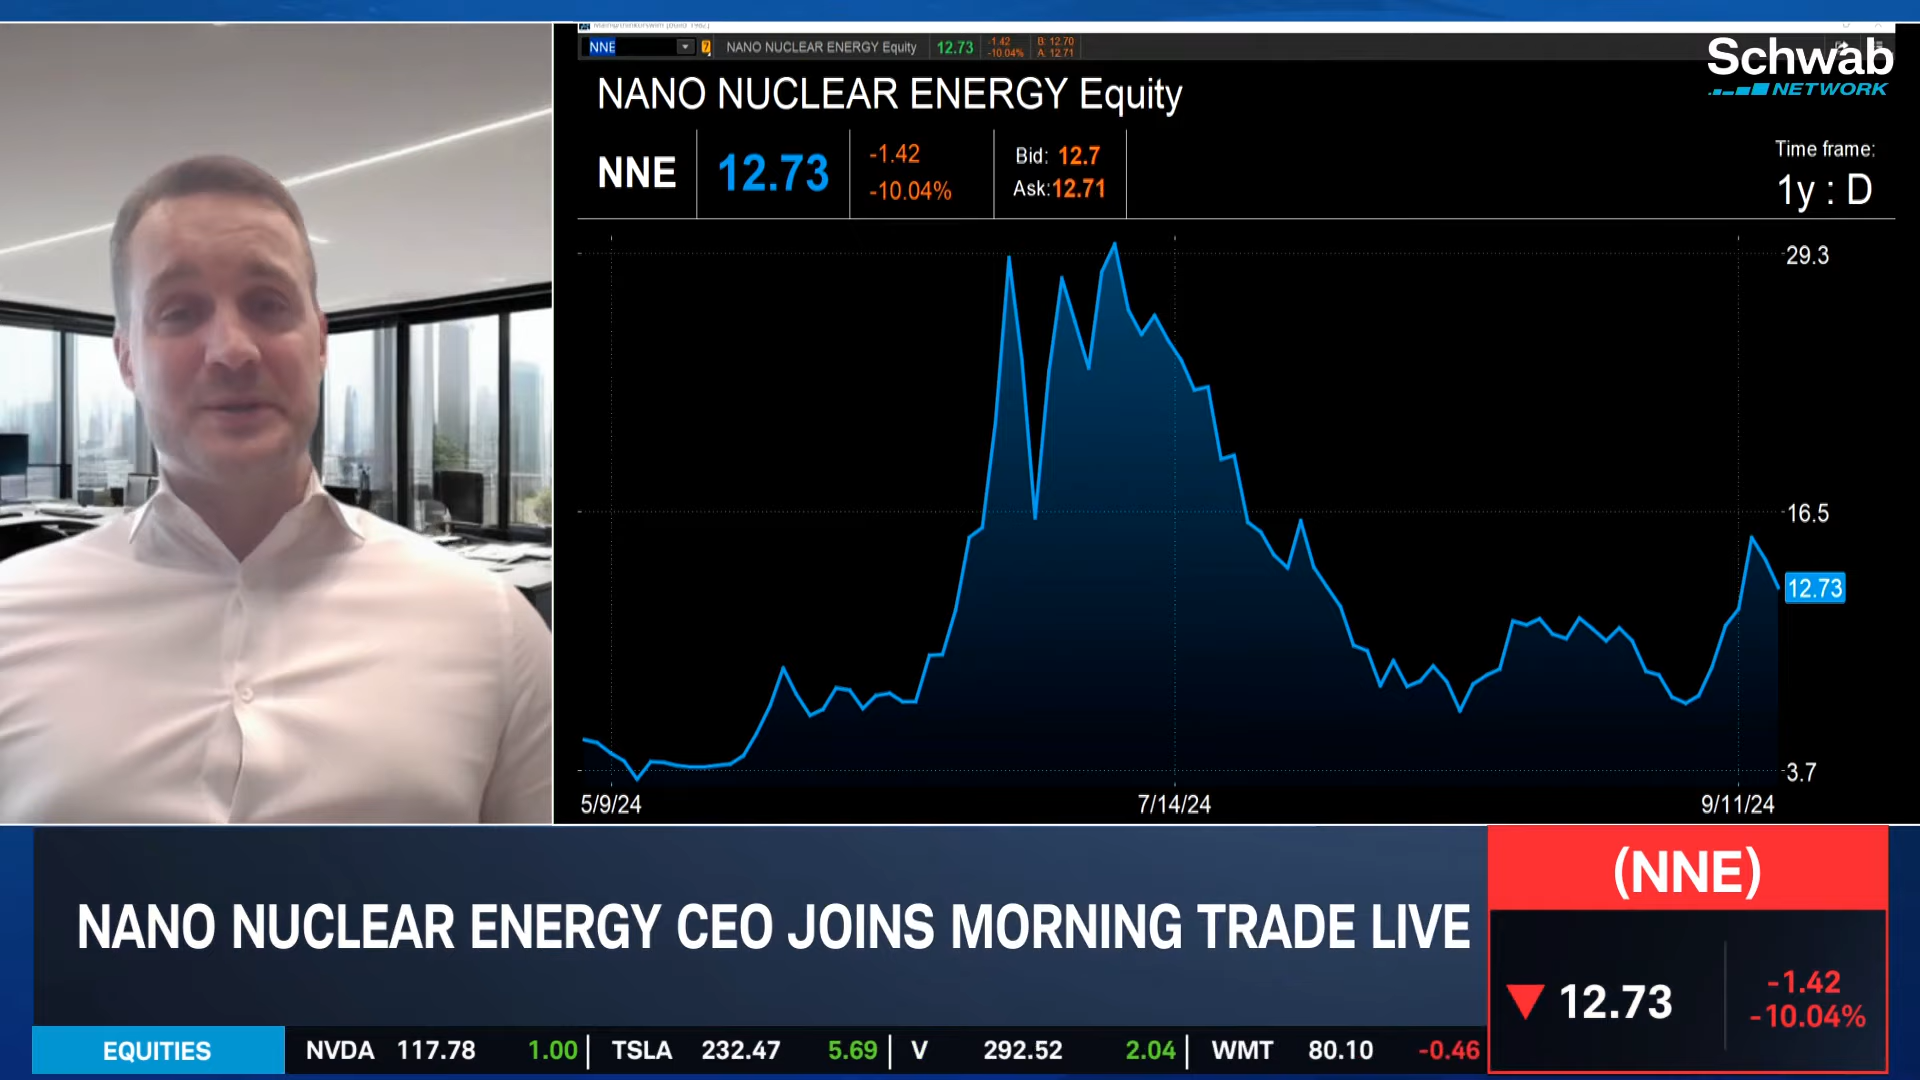 NNE
NANO NUCLEAR ENERGY Equity
12.73
-1.42
-10.04%
B: 12.70
A: 12.71
Schwab
NETWORK
NANO NUCLEAR ENERGY Equity
NNE
12.73
-1.42
-10.04%
Bid: 12.7
Ask:12.71
Time frame:
1y : D
29.3
16.5
12.73
3.7
5/9/24
7/14/24
9/11/24
NANO NUCLEAR ENERGY CEO JOINS MORNING TRADE LIVE
(NNE)
12.73
-1.42
-10.04%
EQUITIES
NVDA 117.78 1.00
TSLA 232.47 5.69
V 292.52 2.04
WMT 80.10 -0.46